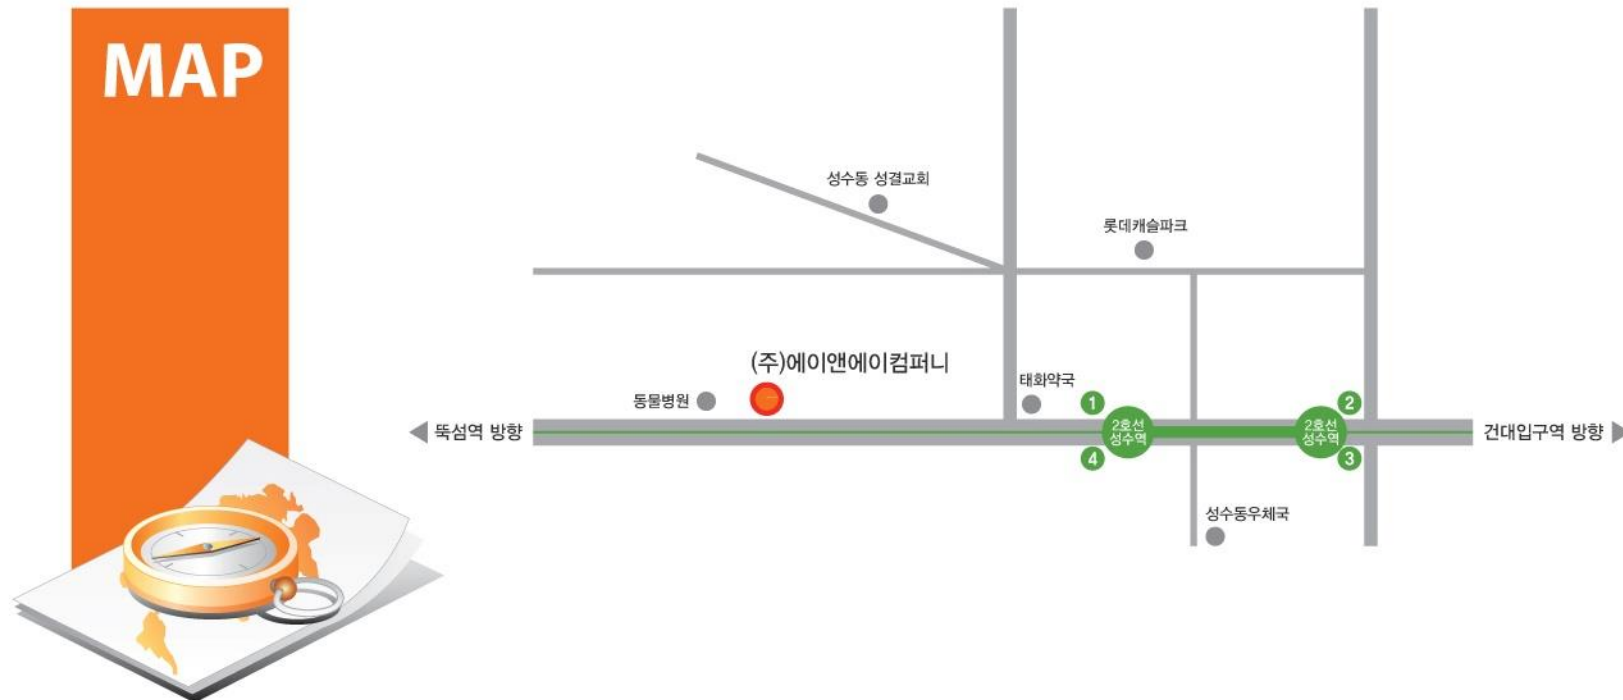 MAP
성수동 성결교회
롯데캐슬파크
(주)에이앤에이컴퍼니
동물병원
태화약국
1
2
뚝섬역 방향
2호선
성수역
2호선
성수역
건대입구역 방향
4
3
성수동우체국